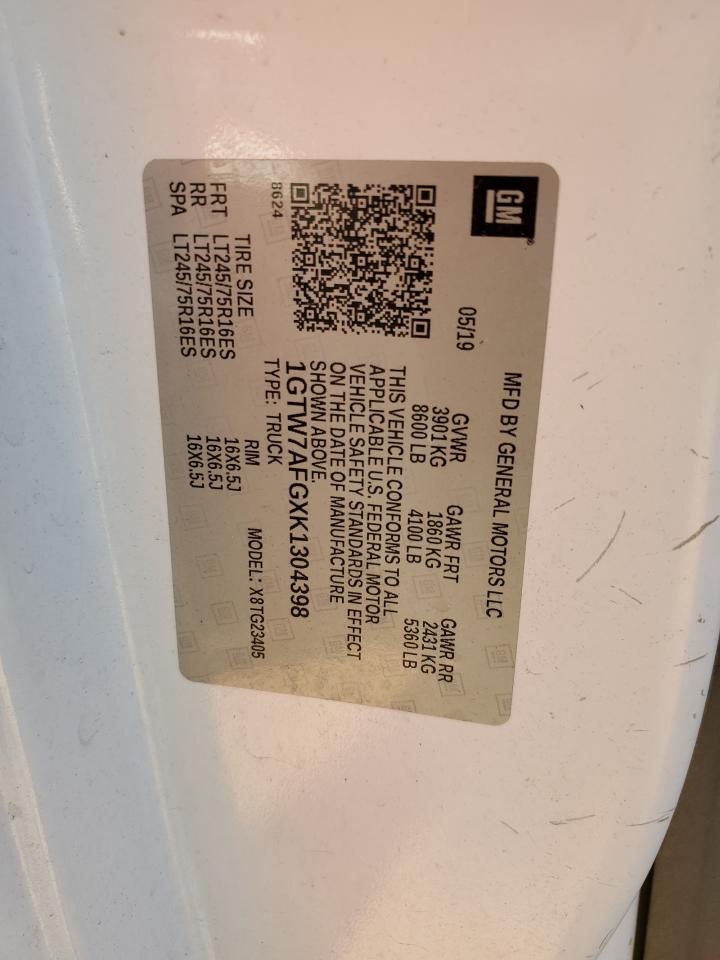 GM
MFD BY GENERAL MOTORS LLC
05/19
GVWR GAWR FRT GAWR RR
3901 KG 1860 KG 2431 KG
8600 LB 4100 LB 5360 LB
THIS VEHICLE CONFORMS TO ALL
APPLICABLE U.S. FEDERAL MOTOR
VEHICLE SAFETY STANDARDS IN EFFECT
ON THE DATE OF MANUFACTURE
SHOWN ABOVE.
1GTW7AFGXK1304398
8624
TYPE: TRUCK MODEL: X8TG23405
TIRE SIZE RIM
FRT LT245/75R16ES 16X6.5J
RR LT245/75R16ES 16X6.5J
SPA LT245/75R16ES 16X6.5J